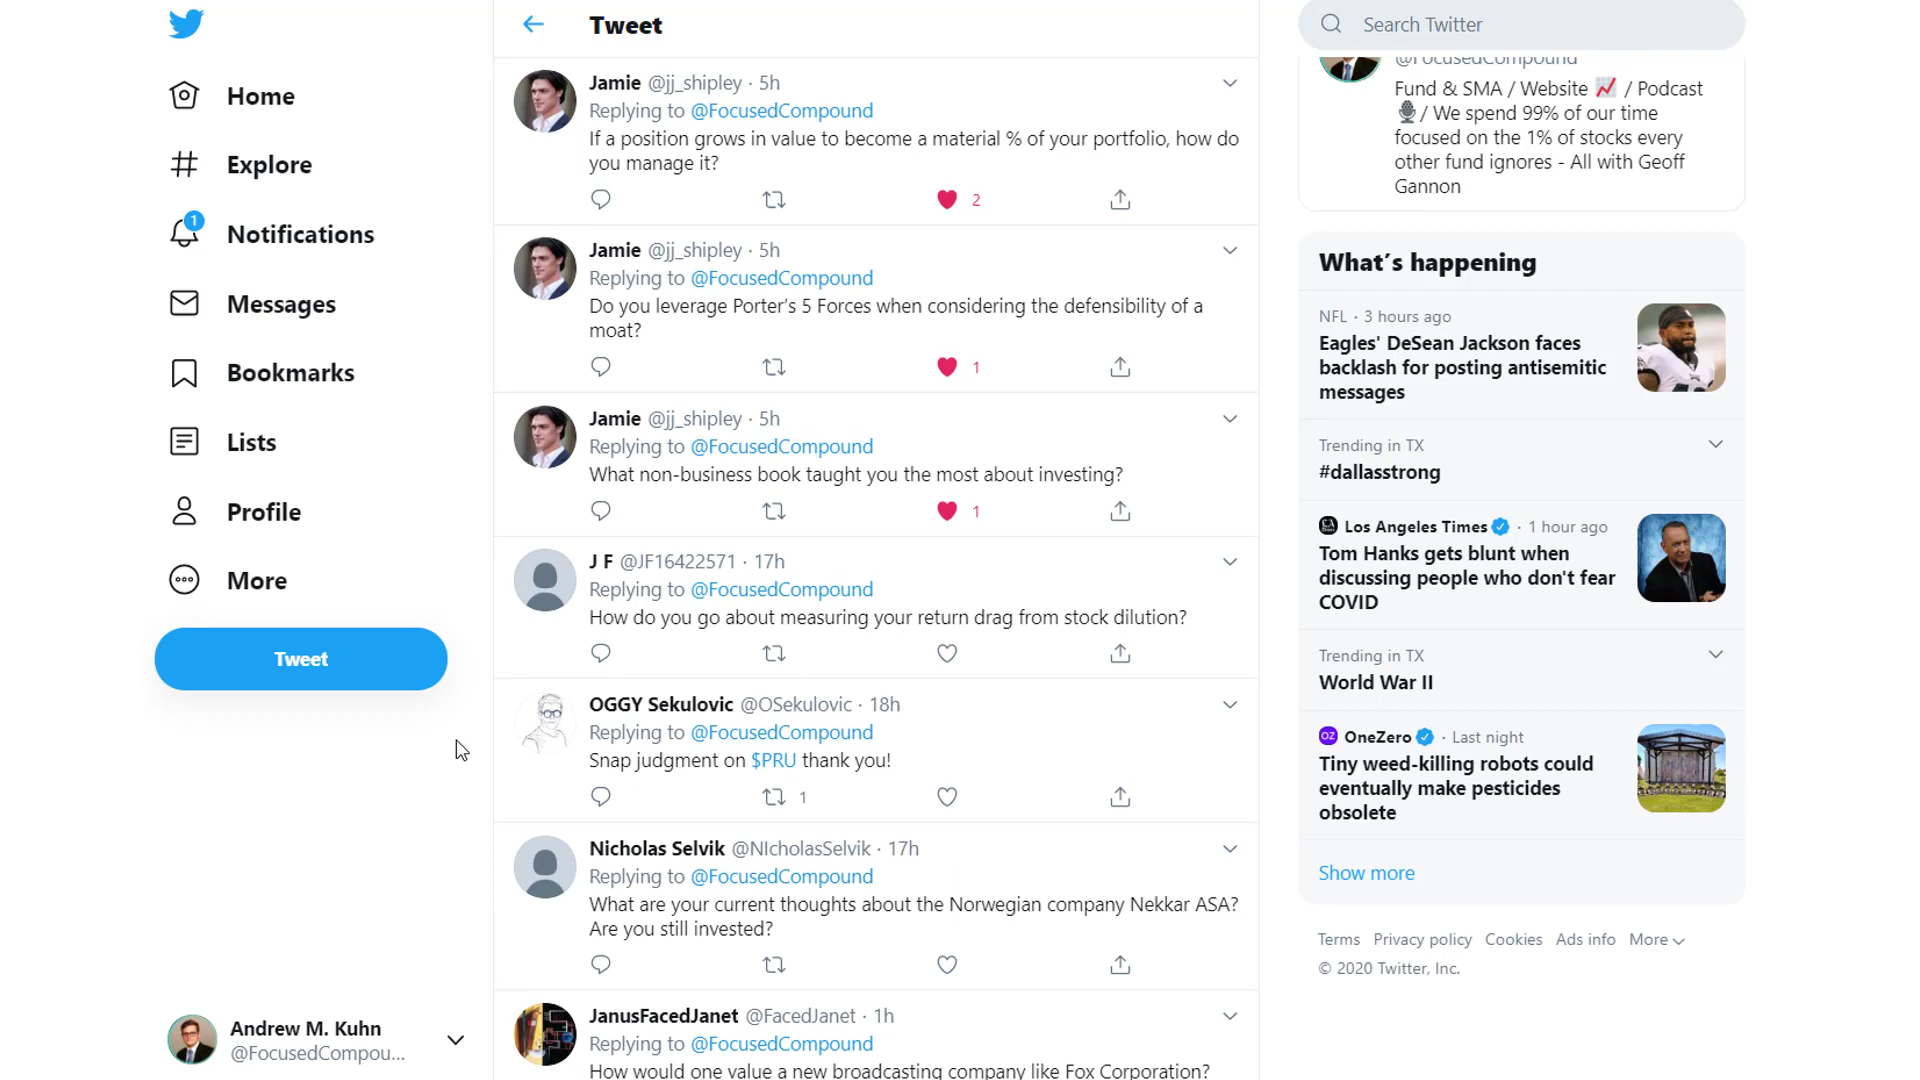 Home
Explore
1
Notifications
Messages
Bookmarks
Lists
Profile
More
Tweet
Andrew M. Kuhn
@FocusedCompou...
Tweet
Jamie @jj_shipley · 5h
Replying to @FocusedCompound
If a position grows in value to become a material % of your portfolio, how do
you manage it?
2
Jamie @jj_shipley · 5h
Replying to @FocusedCompound
Do you leverage Porter's 5 Forces when considering the defensibility of a
moat?
1
Jamie @jj_shipley · 5h
Replying to @FocusedCompound
What non-business book taught you the most about investing?
1
J F @JF16422571 · 17h
Replying to @FocusedCompound
How do you go about measuring your return drag from stock dilution?
OGGY Sekulovic @OSekulovic · 18h
Replying to @FocusedCompound
Snap judgment on $PRU thank you!
1
Nicholas Selvik @NIcholasSelvik · 17h
Replying to @FocusedCompound
What are your current thoughts about the Norwegian company Nekkar ASA?
Are you still invested?
JanusFacedJanet @FacedJanet · 1h
Replying to @FocusedCompound
How would one value a new broadcasting company like Fox Corporation?
Search Twitter
@FocusedCompound
Fund & SMA / Website 📈 / Podcast
🎙/ We spend 99% of our time
focused on the 1% of stocks every
other fund ignores - All with Geoff
Gannon
What's happening
NFL · 3 hours ago
Eagles' DeSean Jackson faces
backlash for posting antisemitic
messages
Trending in TX
#dallasstrong
Los Angeles Times · 1 hour ago
Tom Hanks gets blunt when
discussing people who don't fear
COVID
Trending in TX
World War II
OZ OneZero · Last night
Tiny weed-killing robots could
eventually make pesticides
obsolete
Show more
Terms Privacy policy Cookies Ads info More
© 2020 Twitter, Inc.